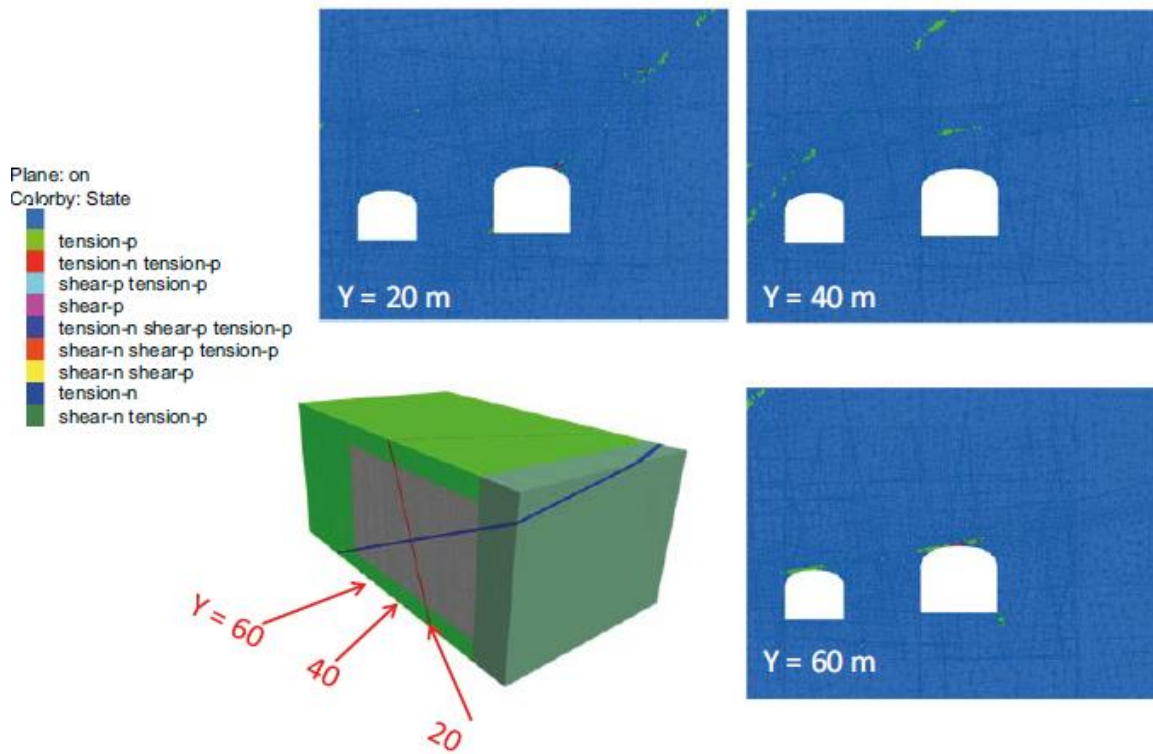 Plane: on
Colorby: State
tension-p
tension-n tension-p
shear-p tension-p
shear-p
tension-n shear-p tension-p
shear-n shear-p tension-p
shear-n shear-p
tension-n
shear-n tension-p
Y = 20 m
Y = 40 m
Y = 60
40
20
Y = 60 m